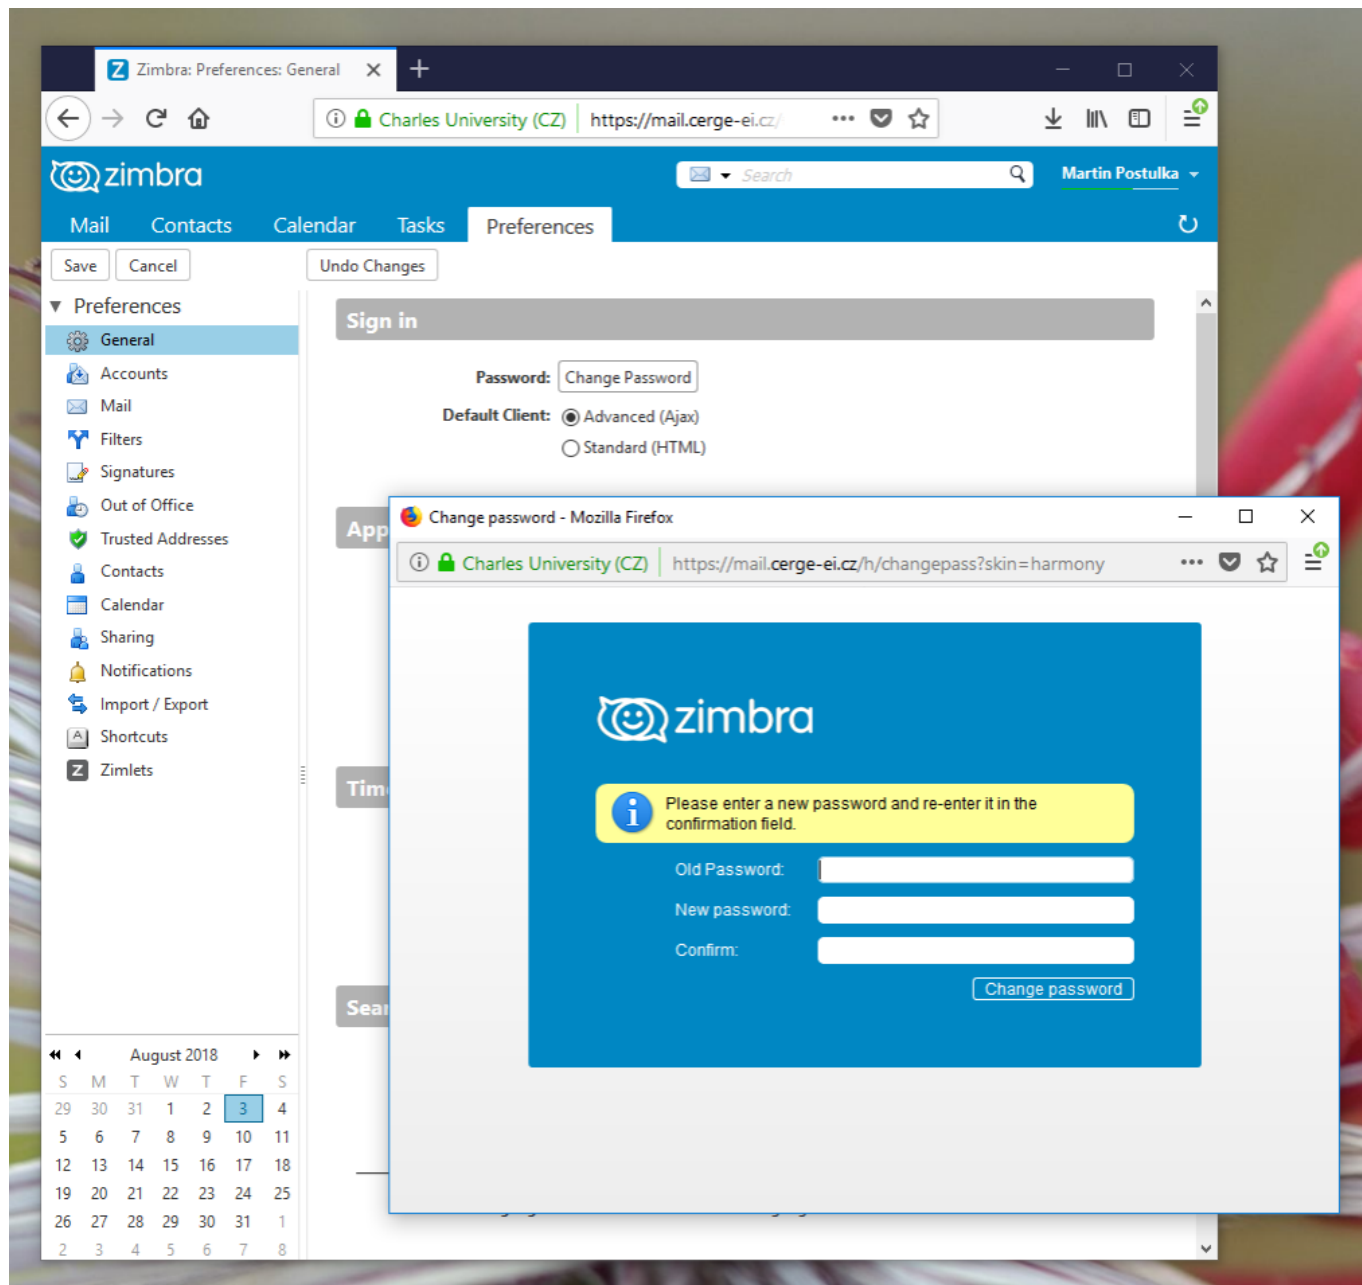 Zimbra: Preferences: General
Charles University (CZ) https://mail.cerge-ei.cz/
zimbra
Search
Martin Postulka
Mail Contacts Calendar Tasks Preferences
Save Cancel Undo Changes
Preferences
General
Accounts
Mail
Filters
Signatures
Out of Office
Trusted Addresses
Contacts
Calendar
Sharing
Notifications
Import / Export
Shortcuts
Zimlets
Sign in
Password: Change Password
Default Client: Advanced (Ajax)
Standard (HTML)
App
Time
Sear
Change password - Mozilla Firefox
Charles University (CZ) https://mail.cerge-ei.cz/h/changepass?skin=harmony
zimbra
Please enter a new password and re-enter it in the
confirmation field.
Old Password:
New password:
Confirm:
Change password
August 2018
S M T W T F S
29 30 31 1 2 3 4
5 6 7 8 9 10 11
12 13 14 15 16 17 18
19 20 21 22 23 24 25
26 27 28 29 30 31 1
2 3 4 5 6 7 8